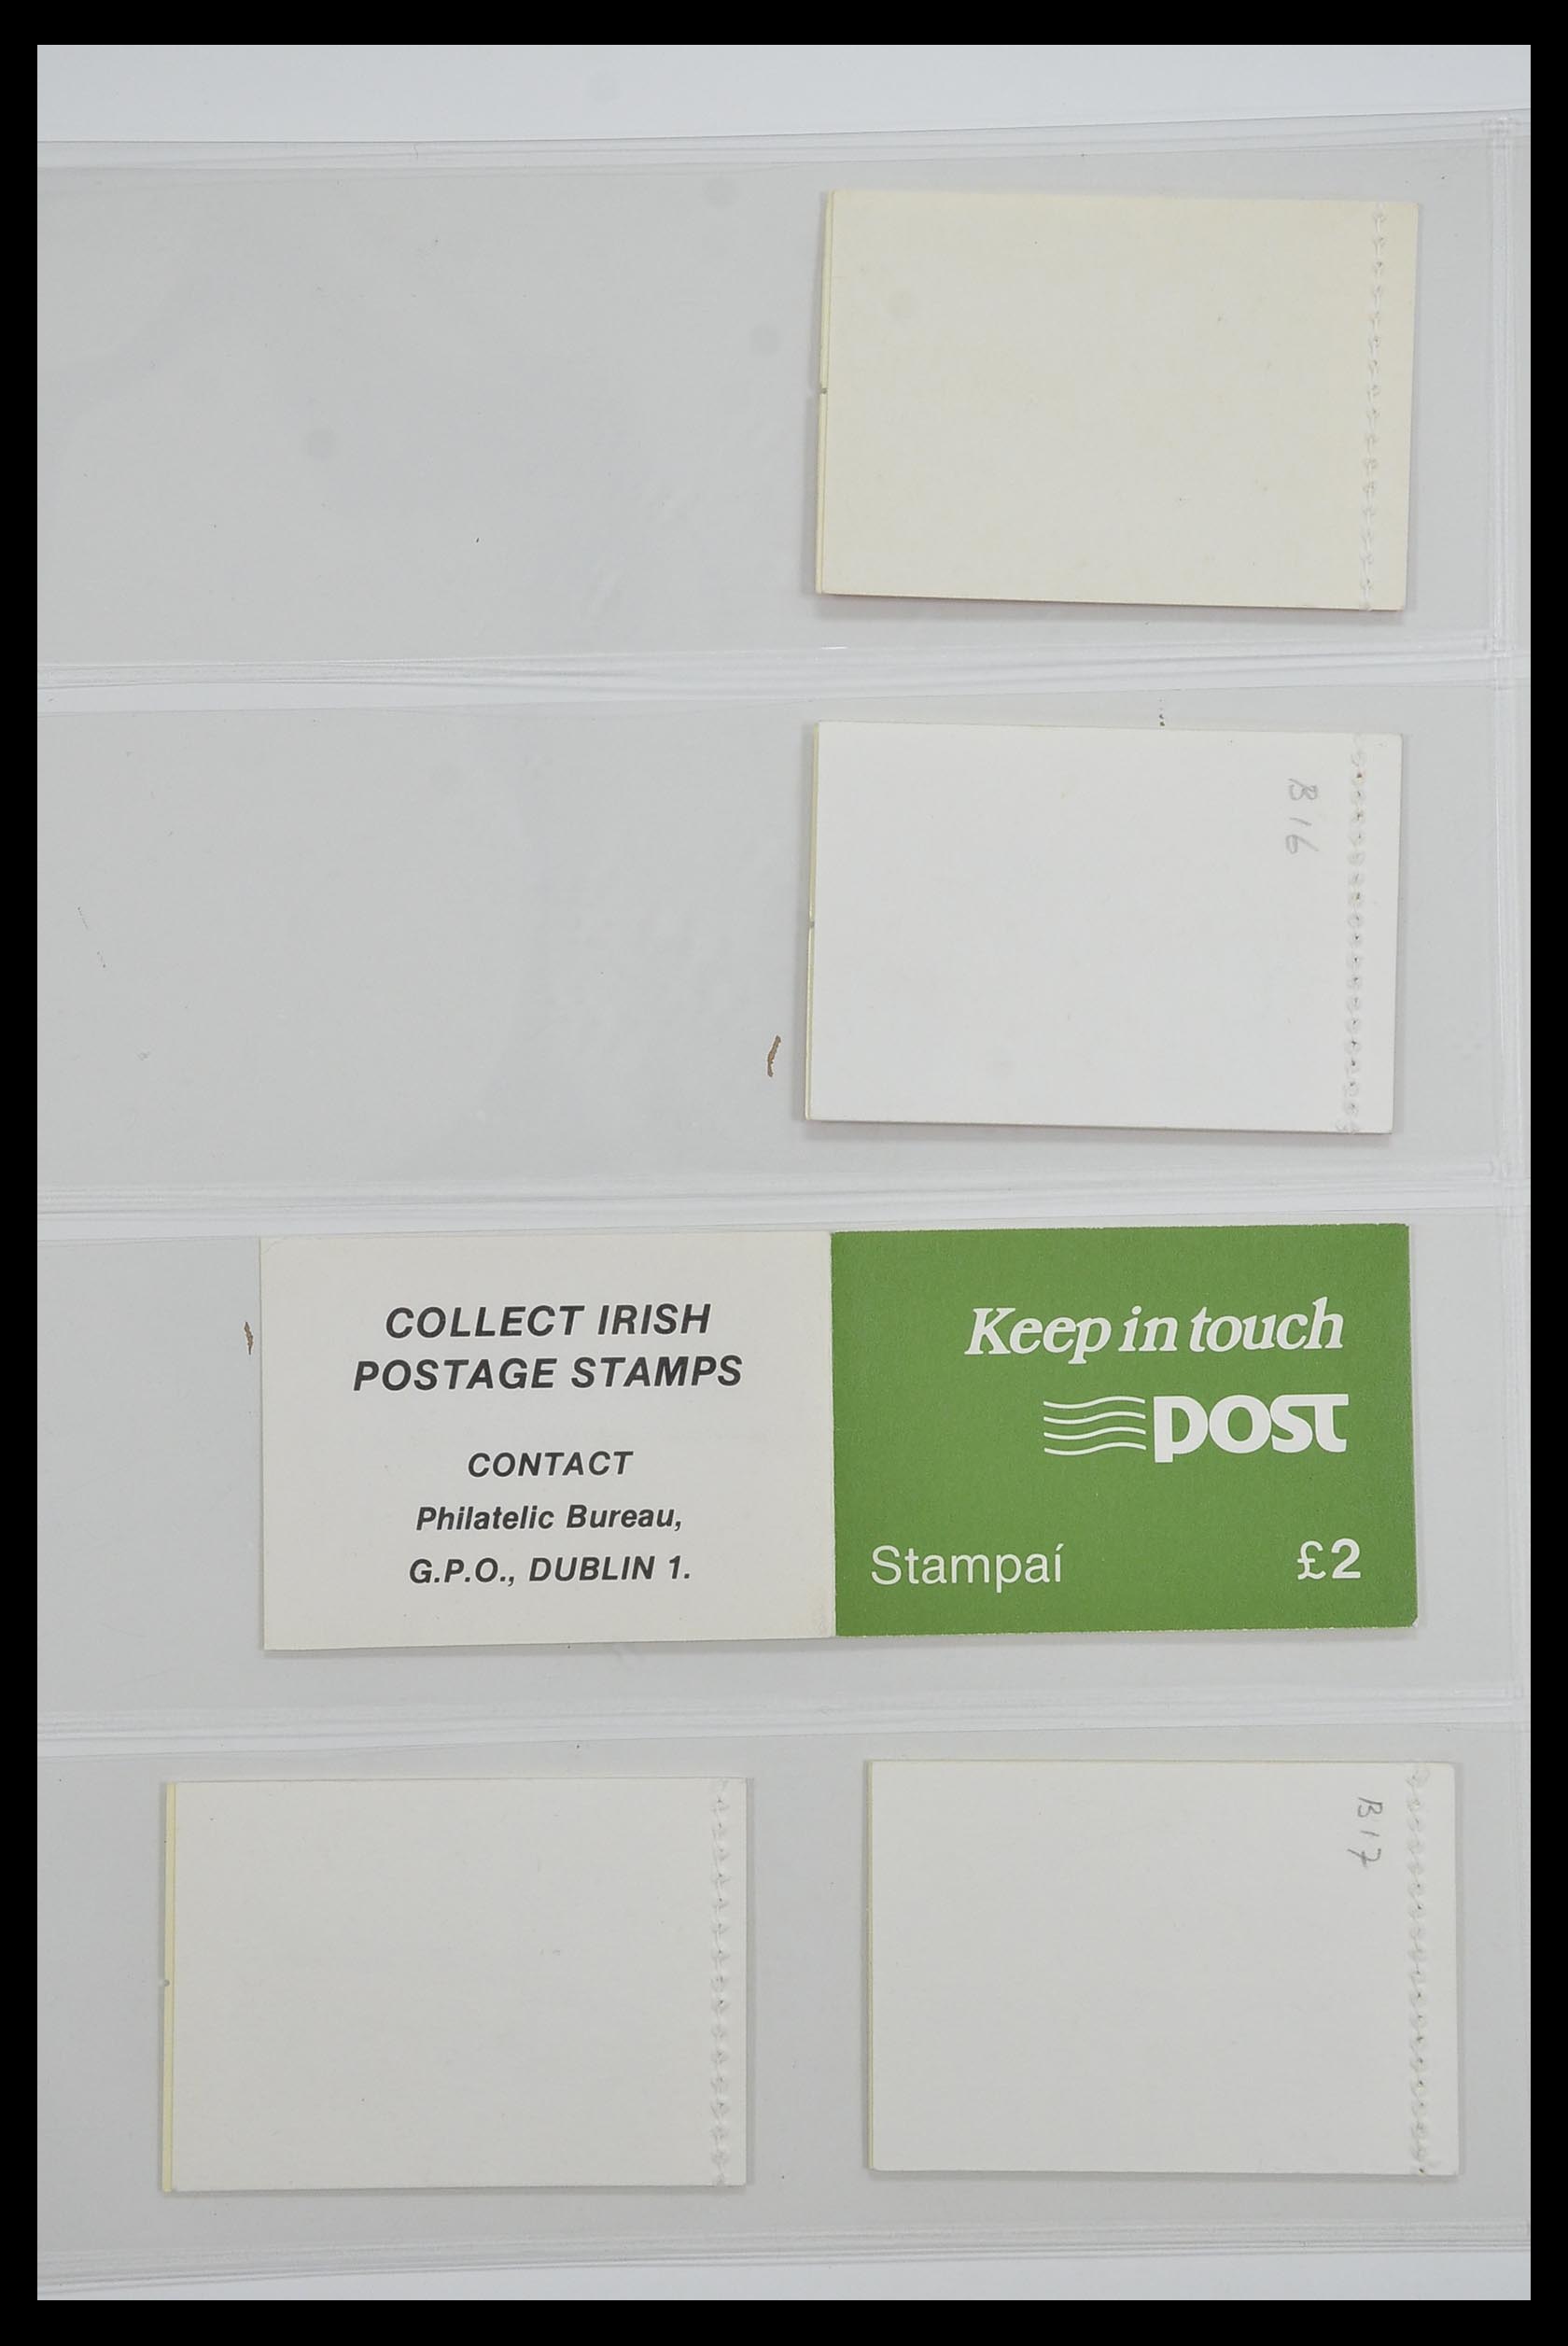 B16
COLLECT IRISH
POSTAGE STAMPS
CONTACT
Philatelic Bureau,
G.P.O., DUBLIN 1.
Keep in touch
post
Stampaí £2
B17